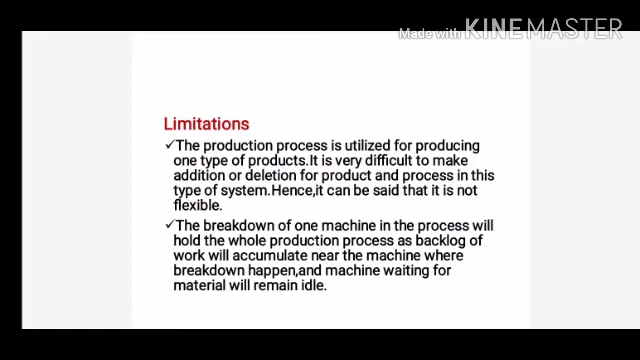 Made with KINEMASTER
Limitations
✓The production process is utilized for producing
one type of products.It is very difficult to make
addition or deletion for product and process in this
type of system.Hence,it can be said that it is not
flexible.
✓The breakdown of one machine in the process will
hold the whole production process as backlog of
work will accumulate near the machine where
breakdown happen,and machine waiting for
material will remain idle.